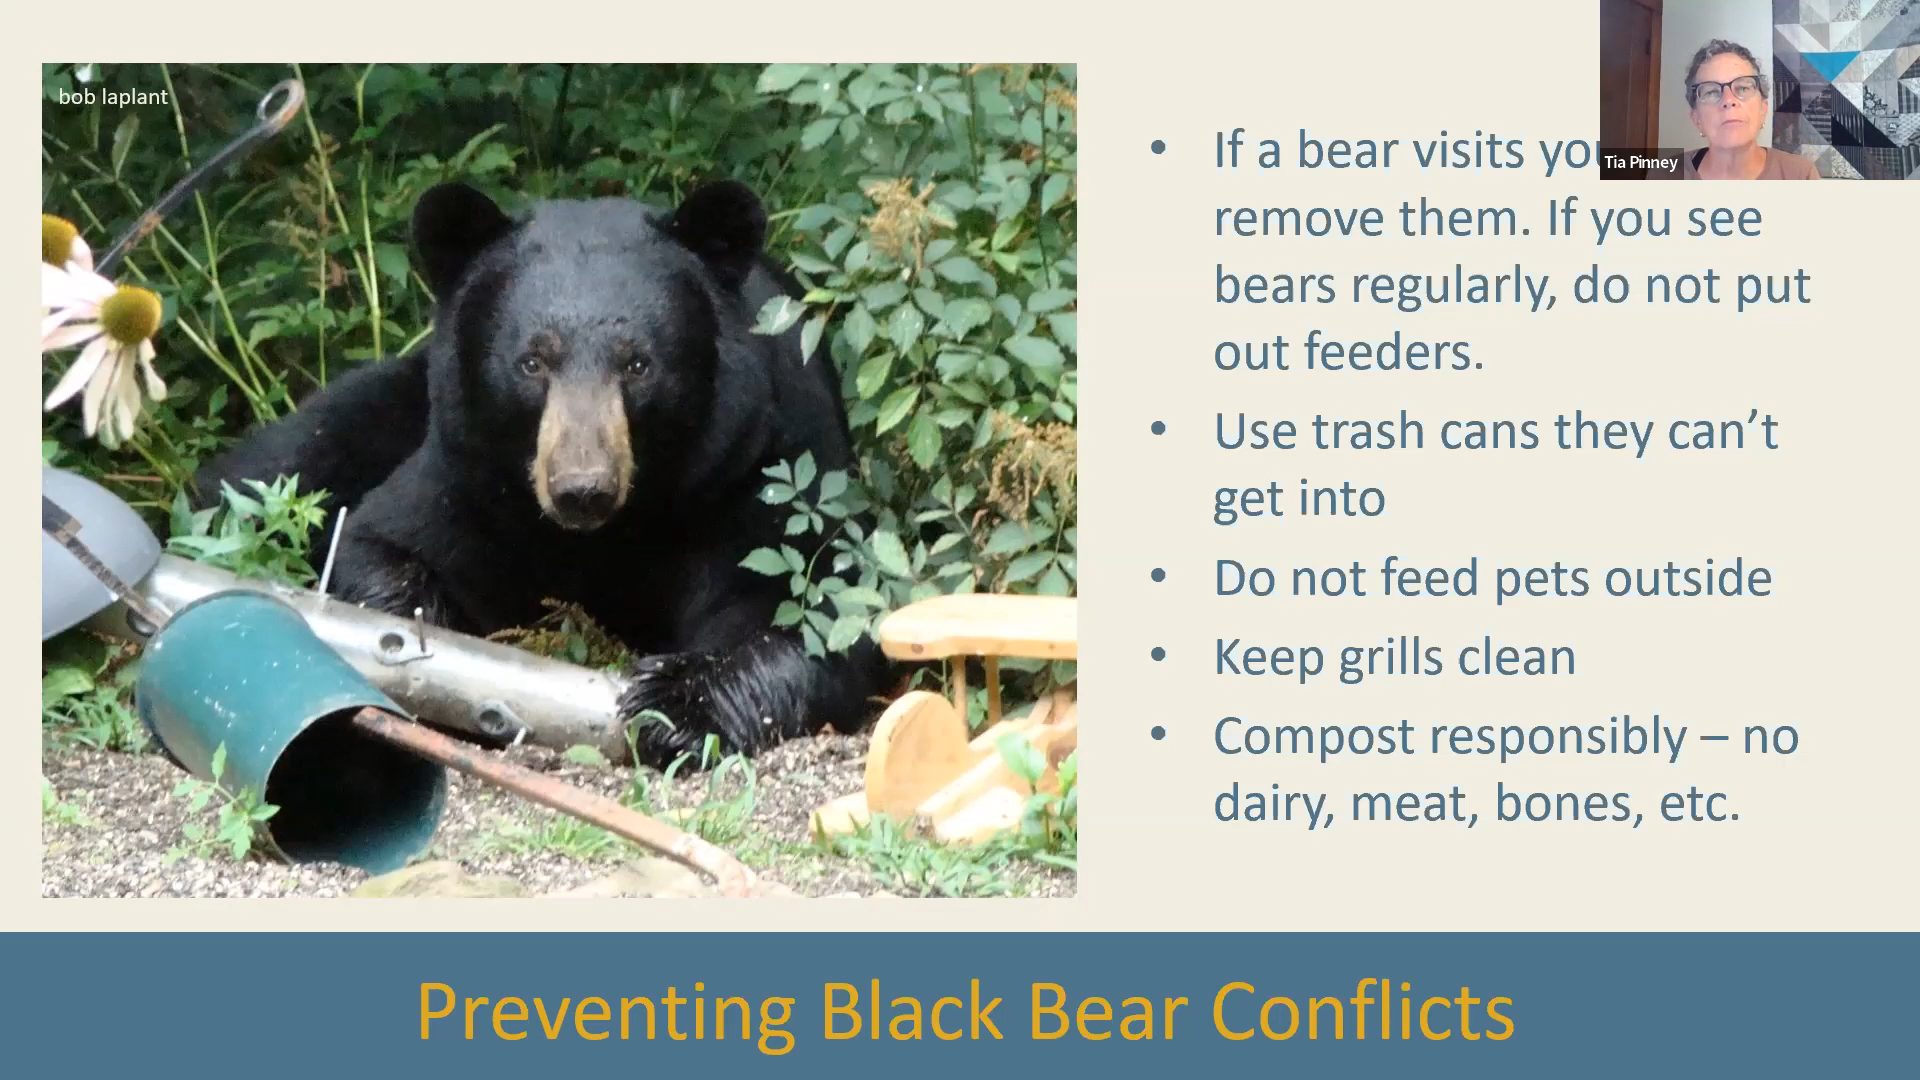 bob laplant
• If a bear visits
Tia Pinney
remove them. If you see
bears regularly, do not put
out feeders.
• Use trash cans they can’t
get into
• Do not feed pets outside
• Keep grills clean
• Compost responsibly – no
dairy, meat, bones, etc.
Preventing Black Bear Conflicts